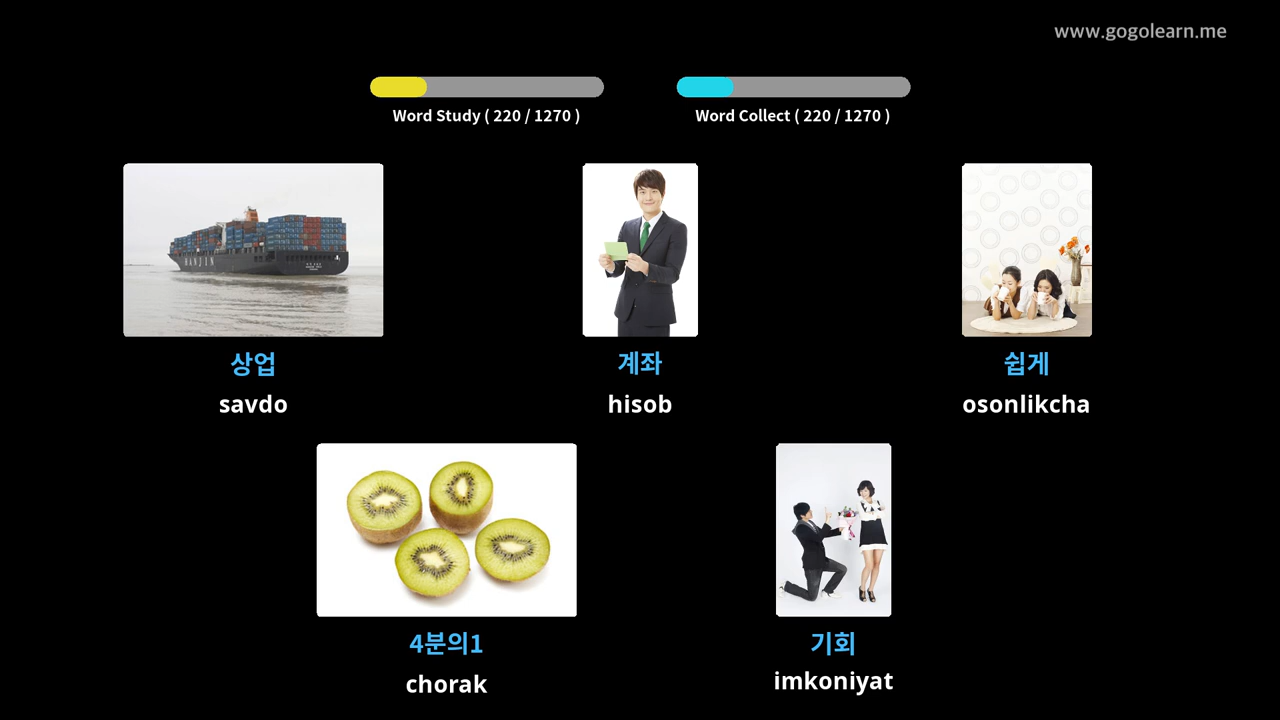 www.gogolearn.me
Word Study ( 220 / 1270 )
Word Collect ( 220 / 1270 )
HANJIN
상업
계좌
쉽게
savdo
hisob
osonlikcha
4분의1
기회
chorak
imkoniyat